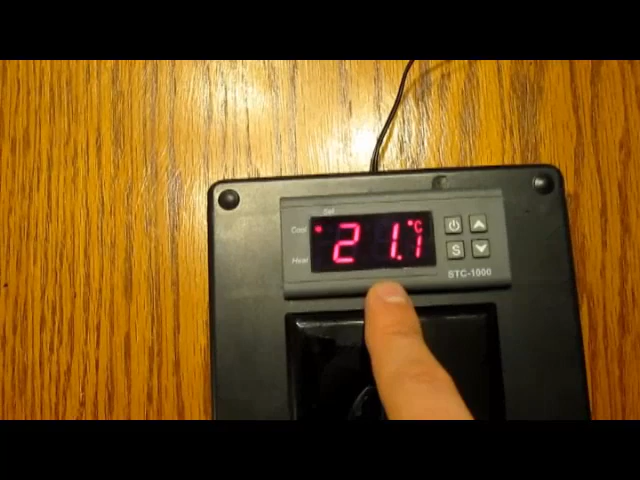 Set
Cool
21.1 °C
Heat
S
STC-1000